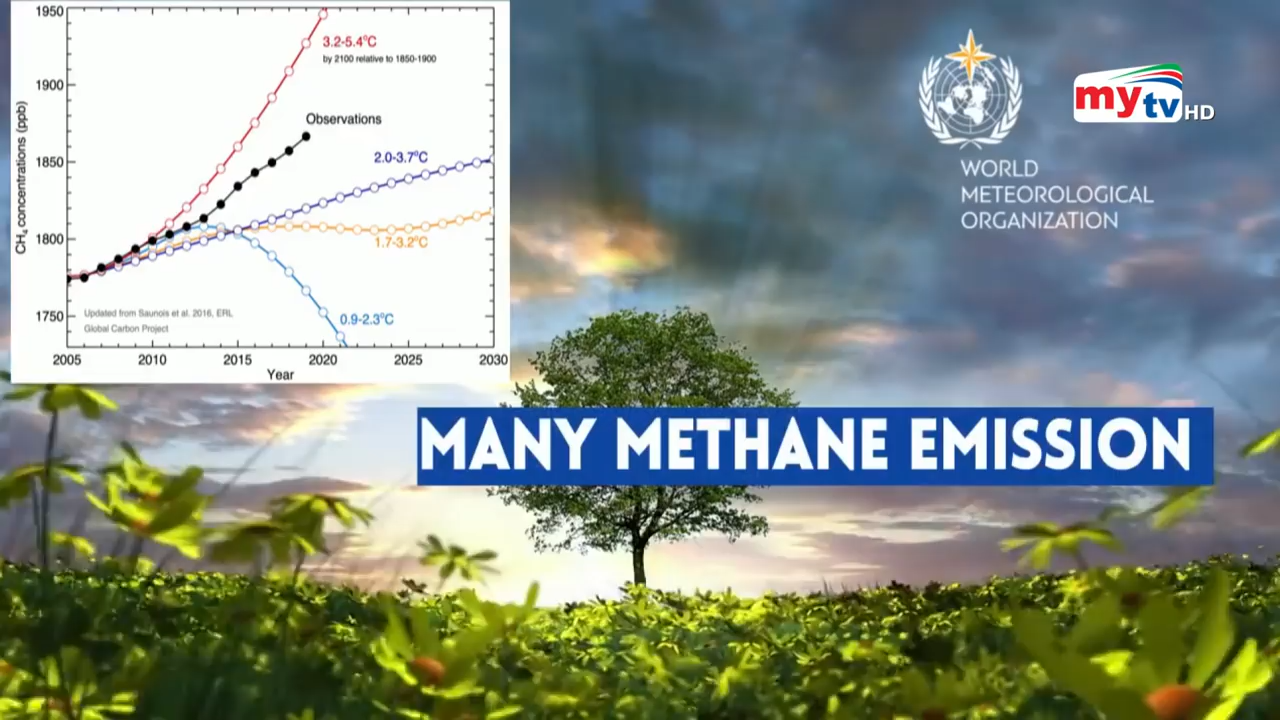 1950
1900
1850
1800
1750
CH4 concentrations (ppb)
3.2-5.4°C
by 2100 relative to 1850-1900
Observations
2.0-3.7°C
1.7-3.2°C
0.9-2.3°C
Updated from Saunois et al. 2016, ERL
Global Carbon Project
2005 2010 2015 2020 2025 2030
Year
WORLD
METEOROLOGICAL
ORGANIZATION
mytv HD
MANY METHANE EMISSION